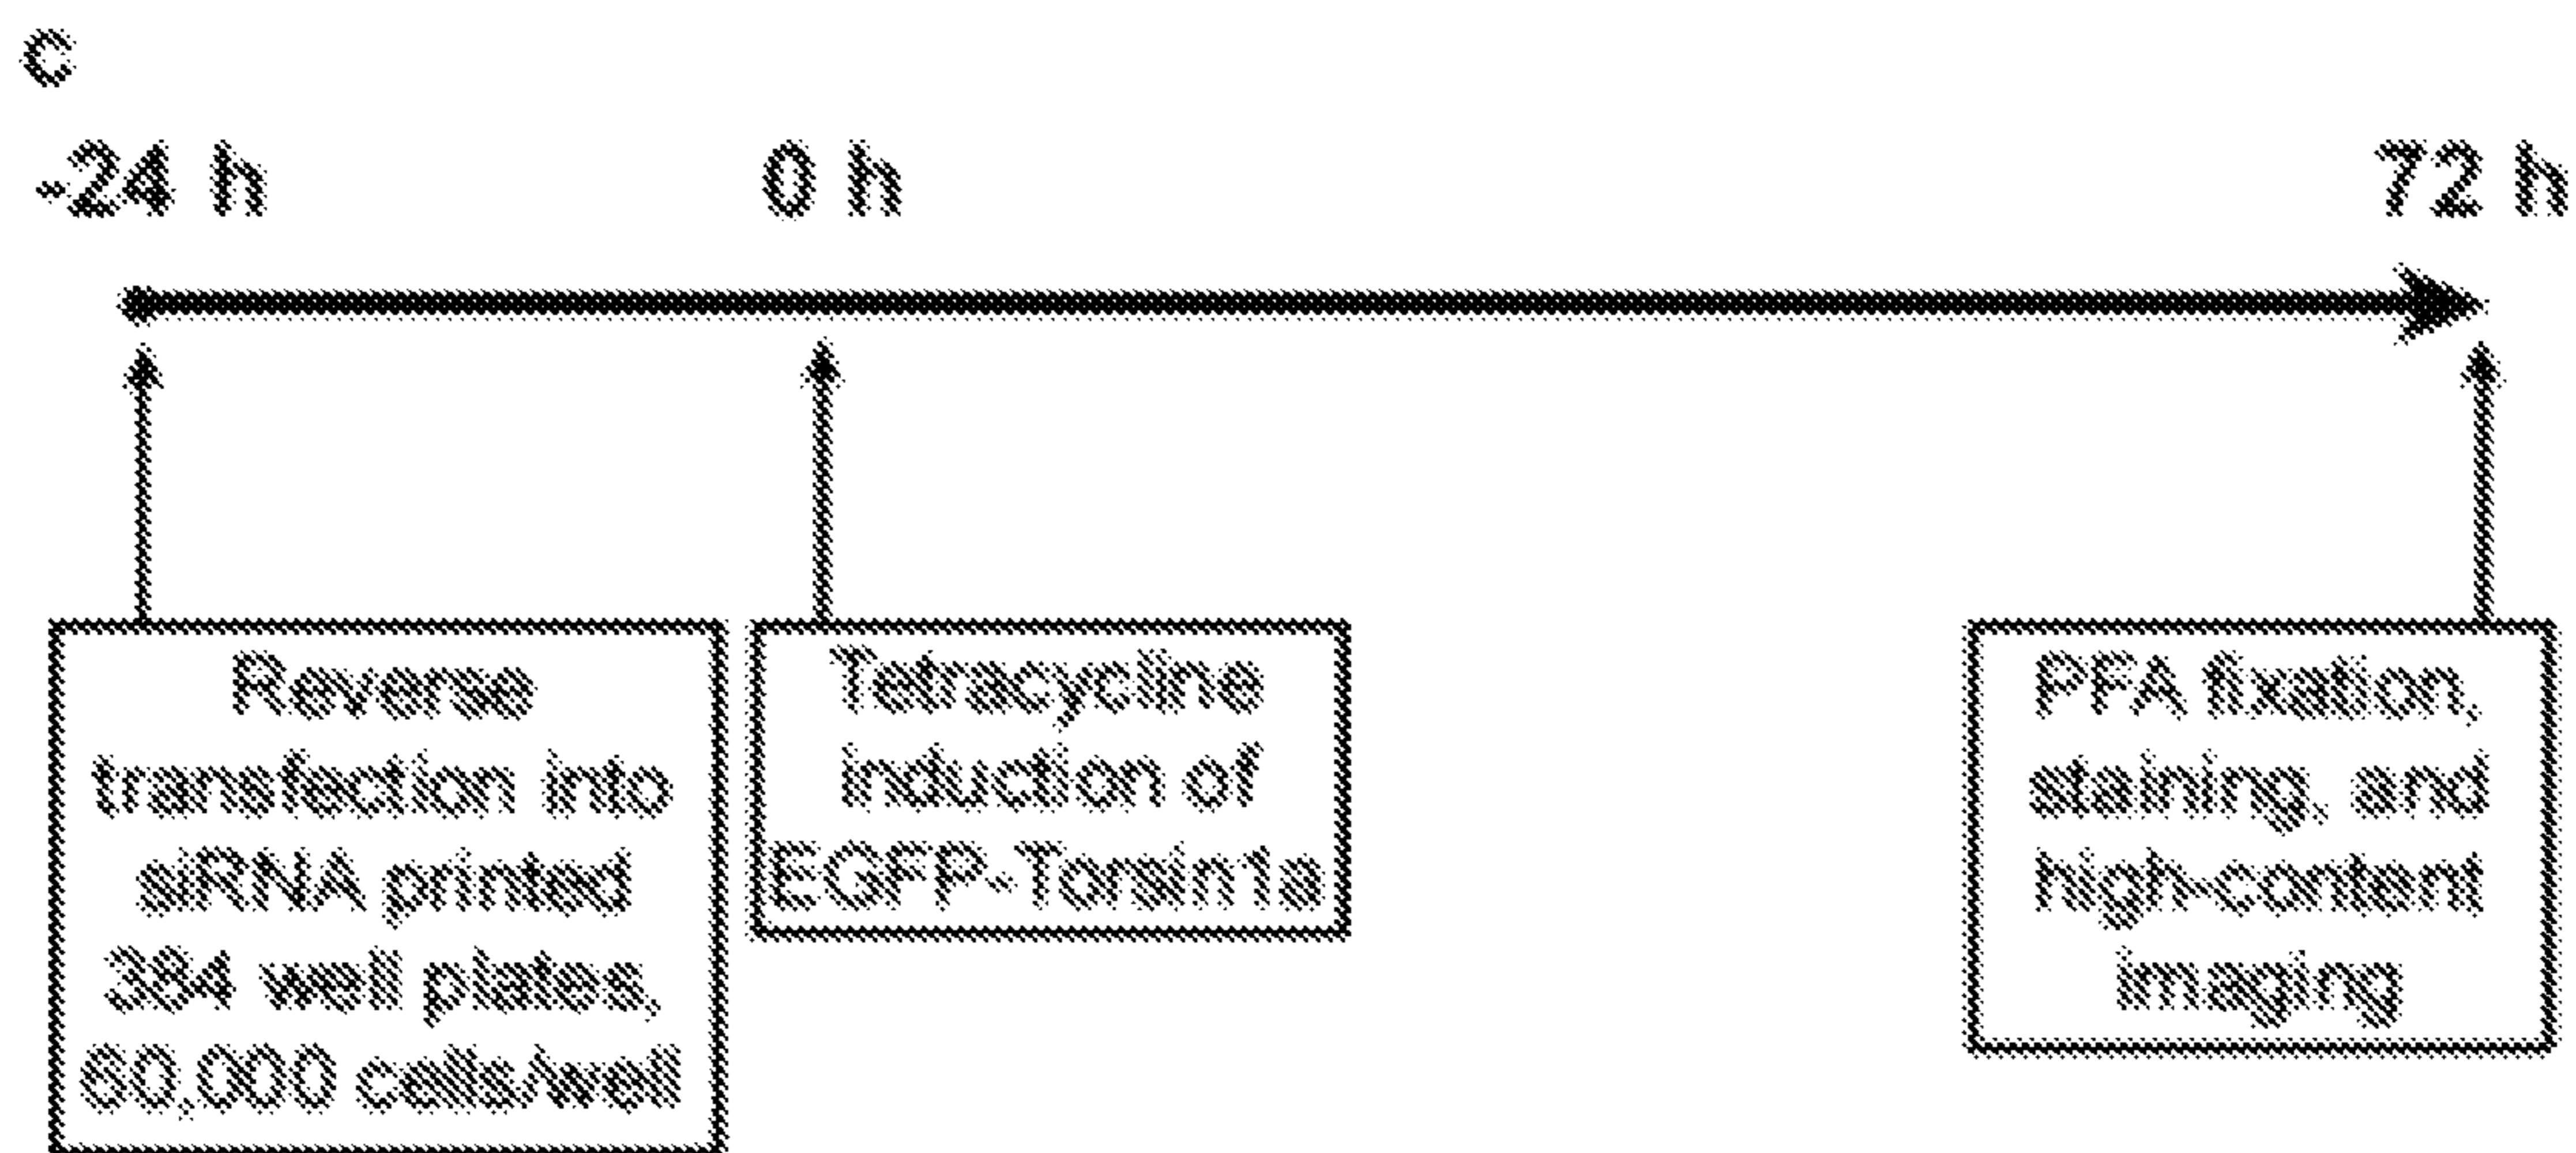 c
-24 h 0 h 72 h
Reverse
transfection into
siRNA printed
384 well plates,
60,000 cells/well
Tetracycline
induction of
EGFP-Torsin1a
PFA fixation,
staining, and
high-content
imaging